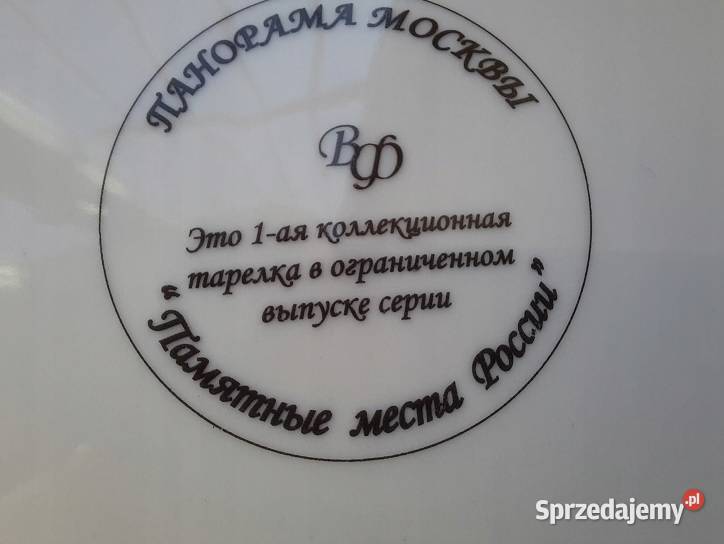 ПАНОРАМА МОСКВЫ
ВФ
Это 1-ая коллекционная
тарелка в ограниченном
выпуске серии
“Памятные места России”
Sprzedajemy.pl